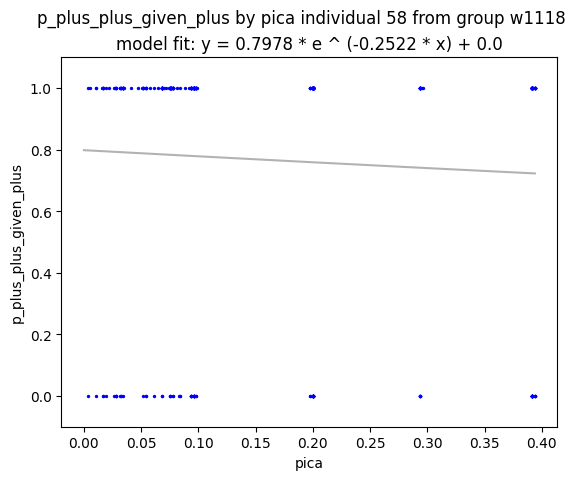 p_plus_plus_given_plus by pica individual 58 from group w1118
model fit: y = 0.7978 * e ^ (-0.2522 * x) + 0.0
p_plus_plus_given_plus
1.0
0.8
0.6
0.4
0.2
0.0
0.00 0.05 0.10 0.15 0.20 0.25 0.30 0.35 0.40
pica